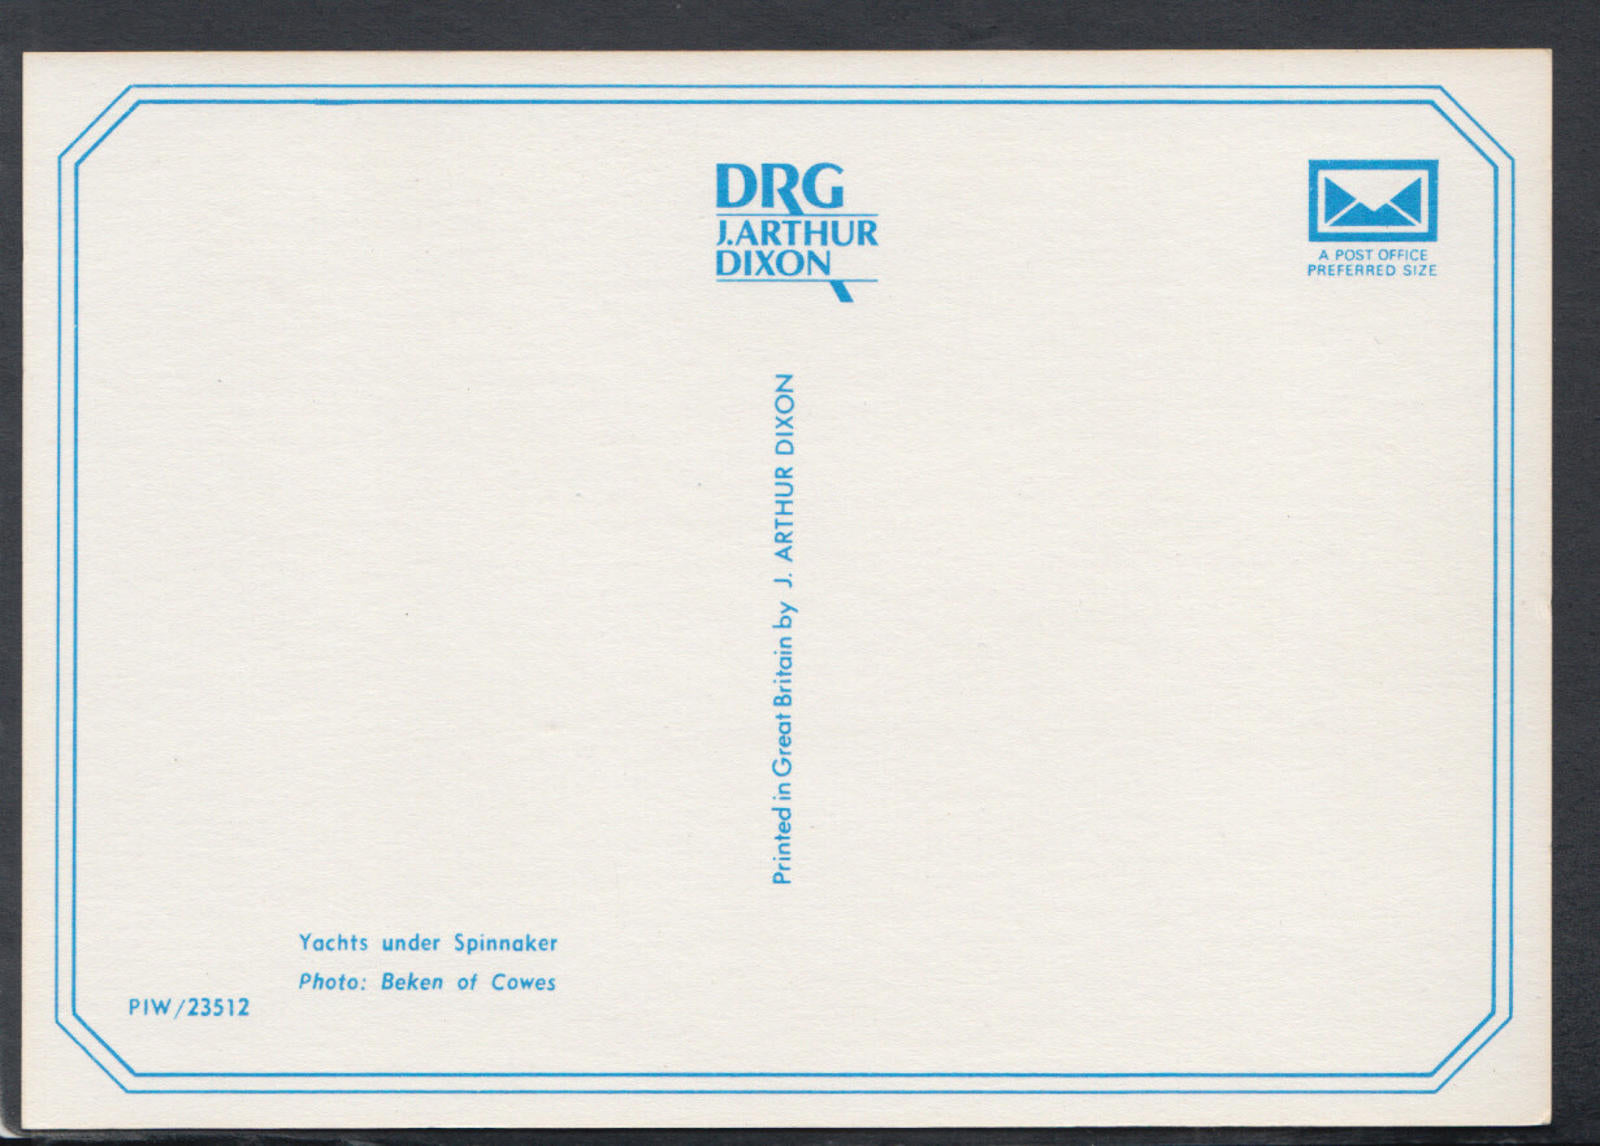 DRG
J.ARTHUR
DIXON
A POST OFFICE
PREFERRED SIZE
Printed in Great Britain by J. ARTHUR DIXON
Yachts under Spinnaker
Photo: Beken of Cowes
PIW/23512